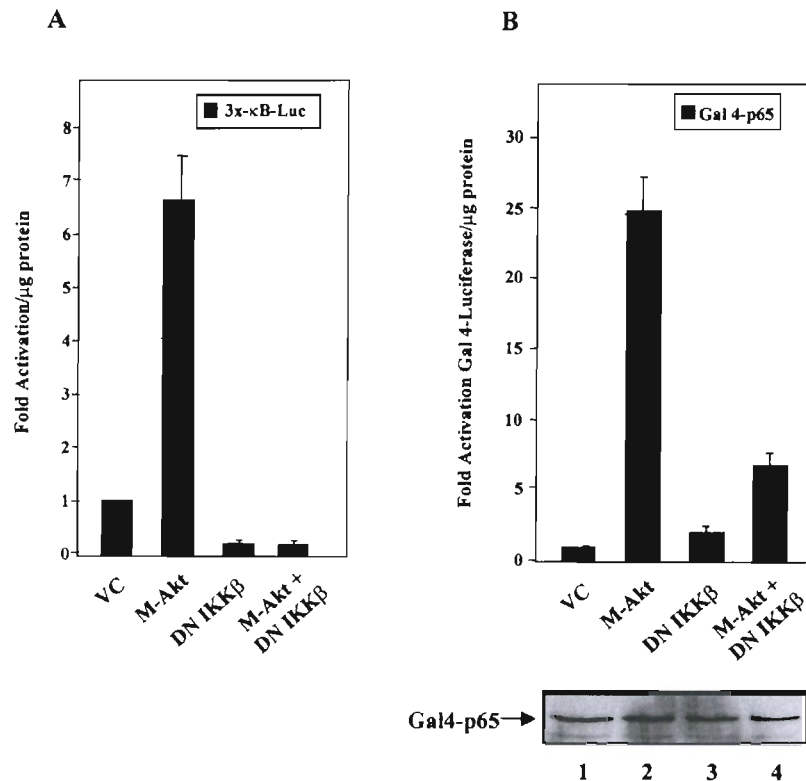 A
3x-κB-Luc
Fold Activation/µg protein
8
7
6
5
4
3
2
1
0
VC
M-Akt
DN IKKβ
M-Akt +
DN IKKβ
B
Gal 4-p65
Fold Activation Gal 4-Luciferase/µg protein
30
25
20
15
10
5
0
VC
M-Akt
DN IKKβ
M-Akt +
DN IKKβ
Gal4-p65
1 2 3 4